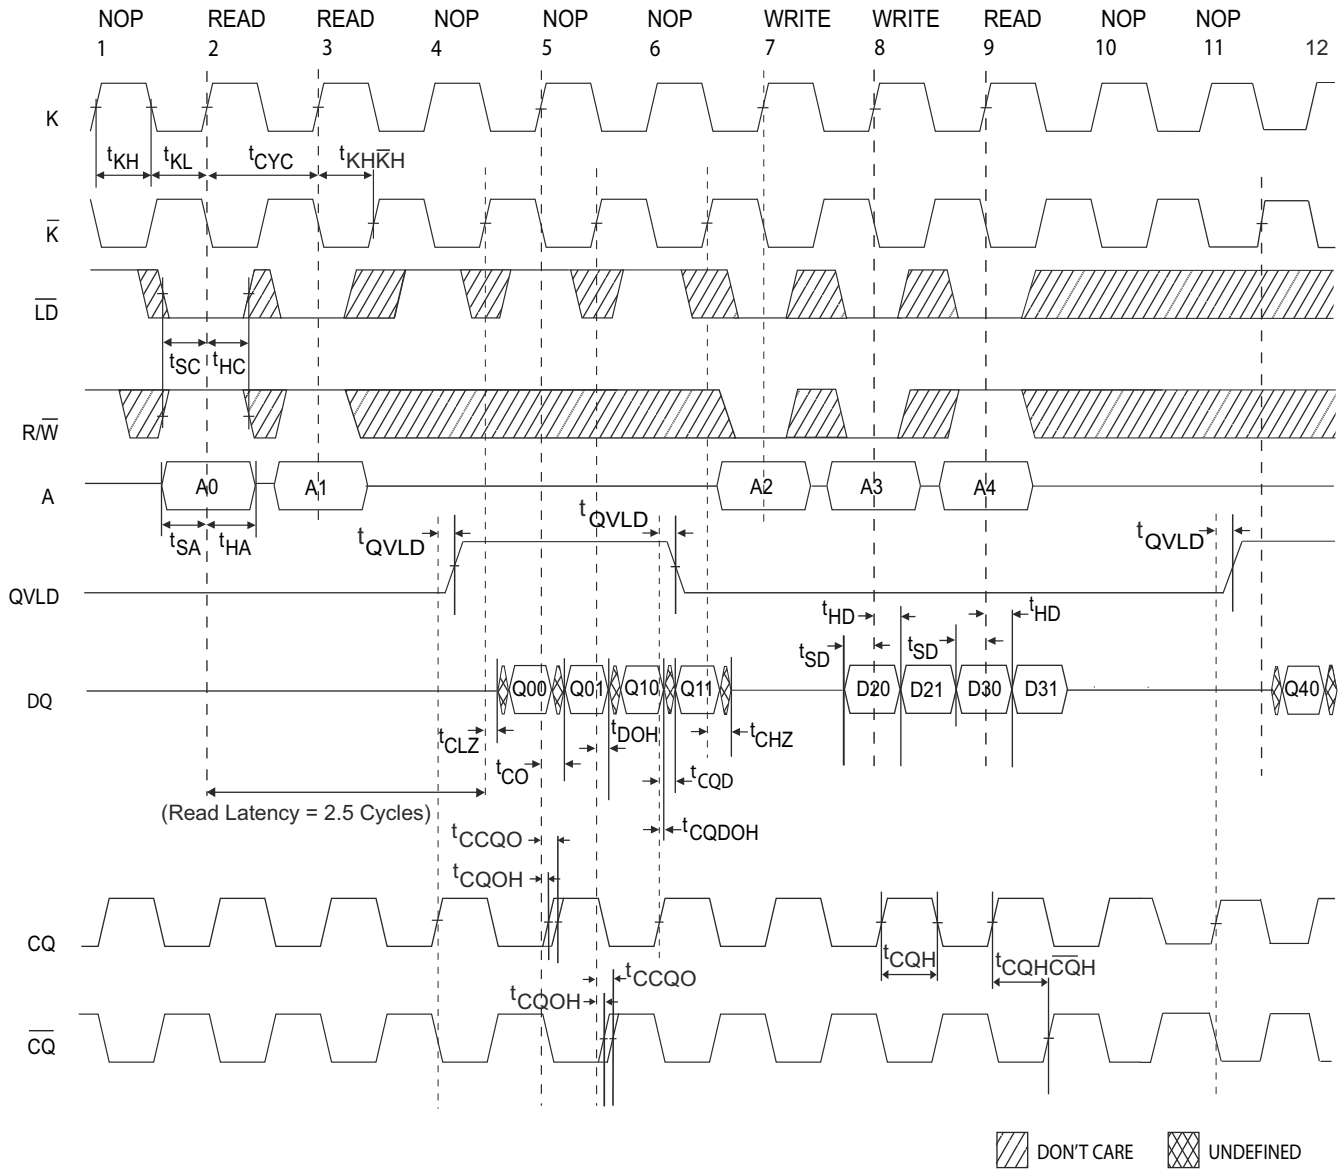 NOP READ READ NOP NOP NOP WRITE WRITE READ NOP NOP
1 2 3 4 5 6 7 8 9 10 11 12
K
tKH tKL tCYC tKHK̅H
K̅
L̅D̅
tSC tHC
R/W̅
A A0 A1 A2 A3 A4
tSA tHA tQVLD tQVLD tQVLD
QVLD
tHD tHD
tSD tSD
DQ Q00 Q01 Q10 Q11 D20 D21 D30 D31 Q40
tCLZ tDOH tCHZ
tCO tCQD
(Read Latency = 2.5 Cycles)
tCQDOH
tCCQO
tCQOH
CQ
tCQH tCQHC̅Q̅H
tCCQO
tCQOH
C̅Q̅
DON'T CARE UNDEFINED